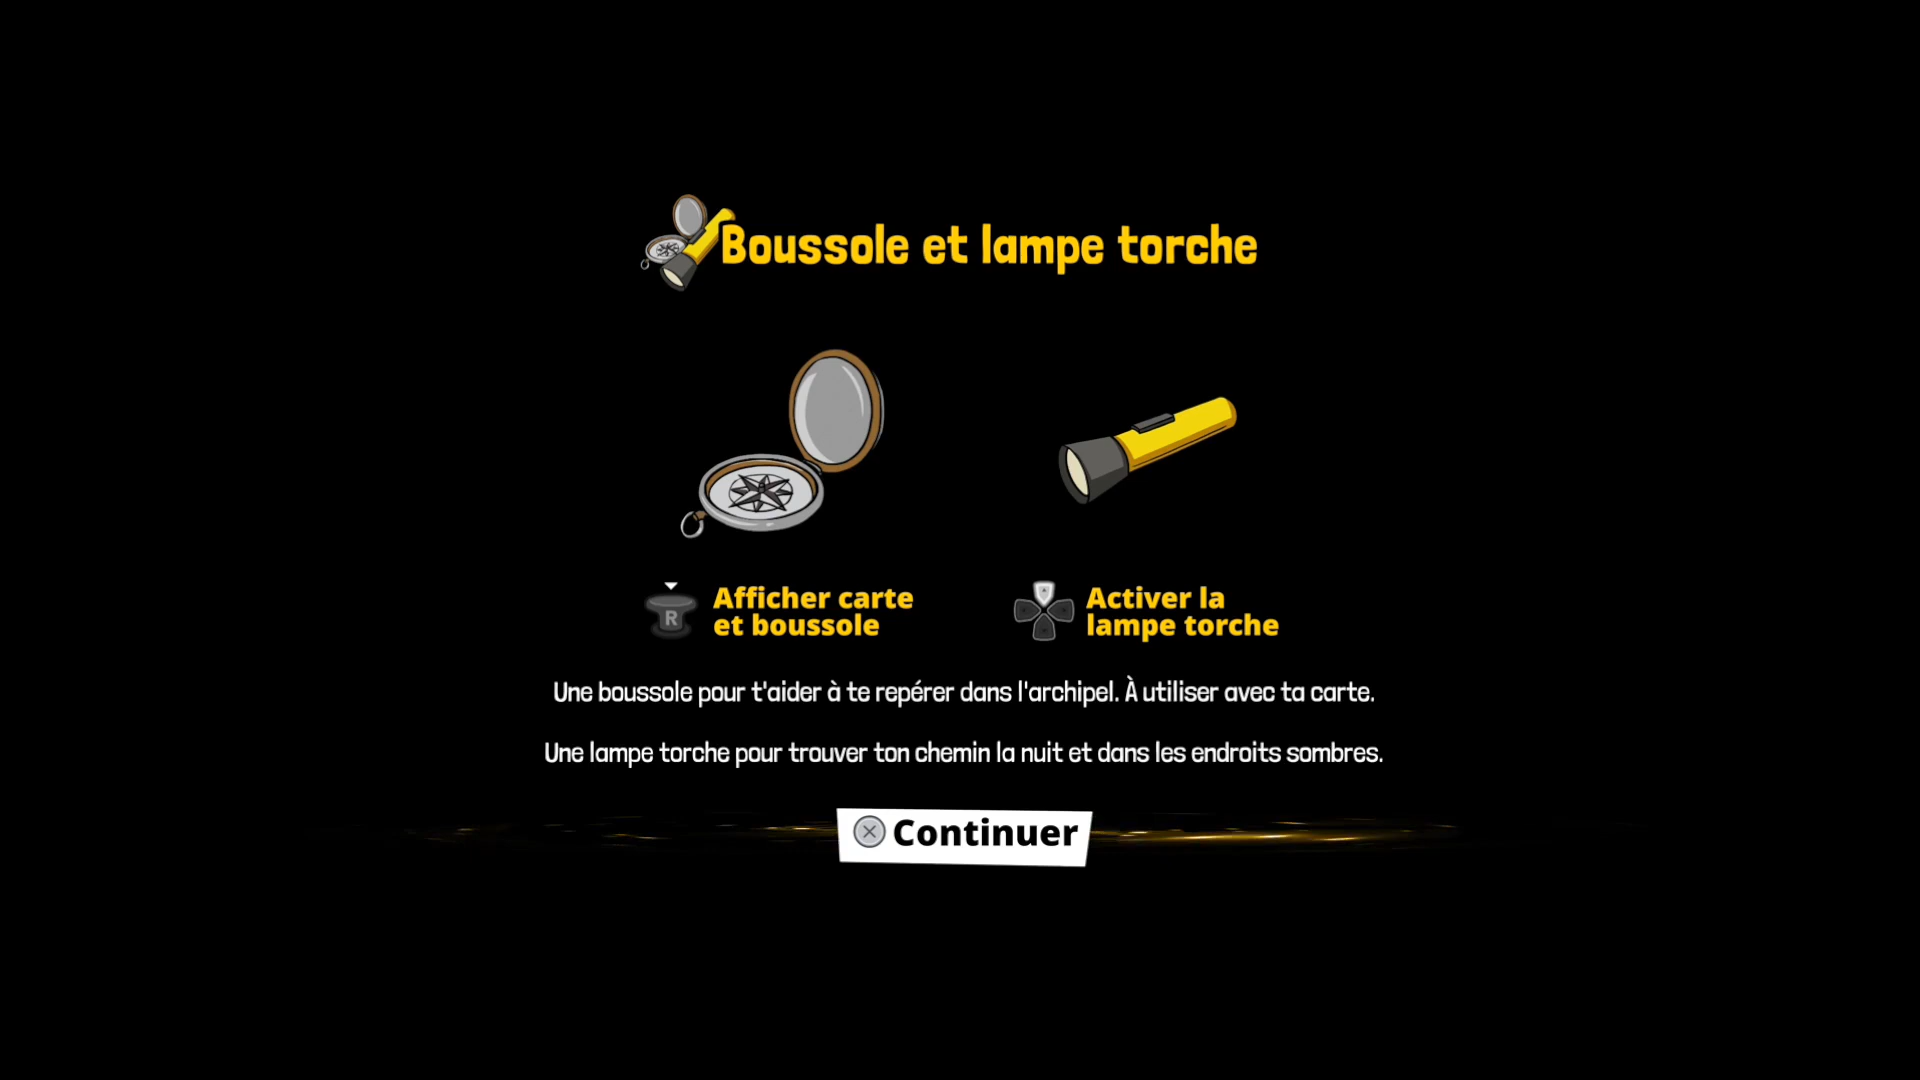 Boussole et lampe torche
R
Afficher carte
et boussole
Activer la
lampe torche
Une boussole pour t'aider à te repérer dans l'archipel. À utiliser avec ta carte.
Une lampe torche pour trouver ton chemin la nuit et dans les endroits sombres.
Continuer